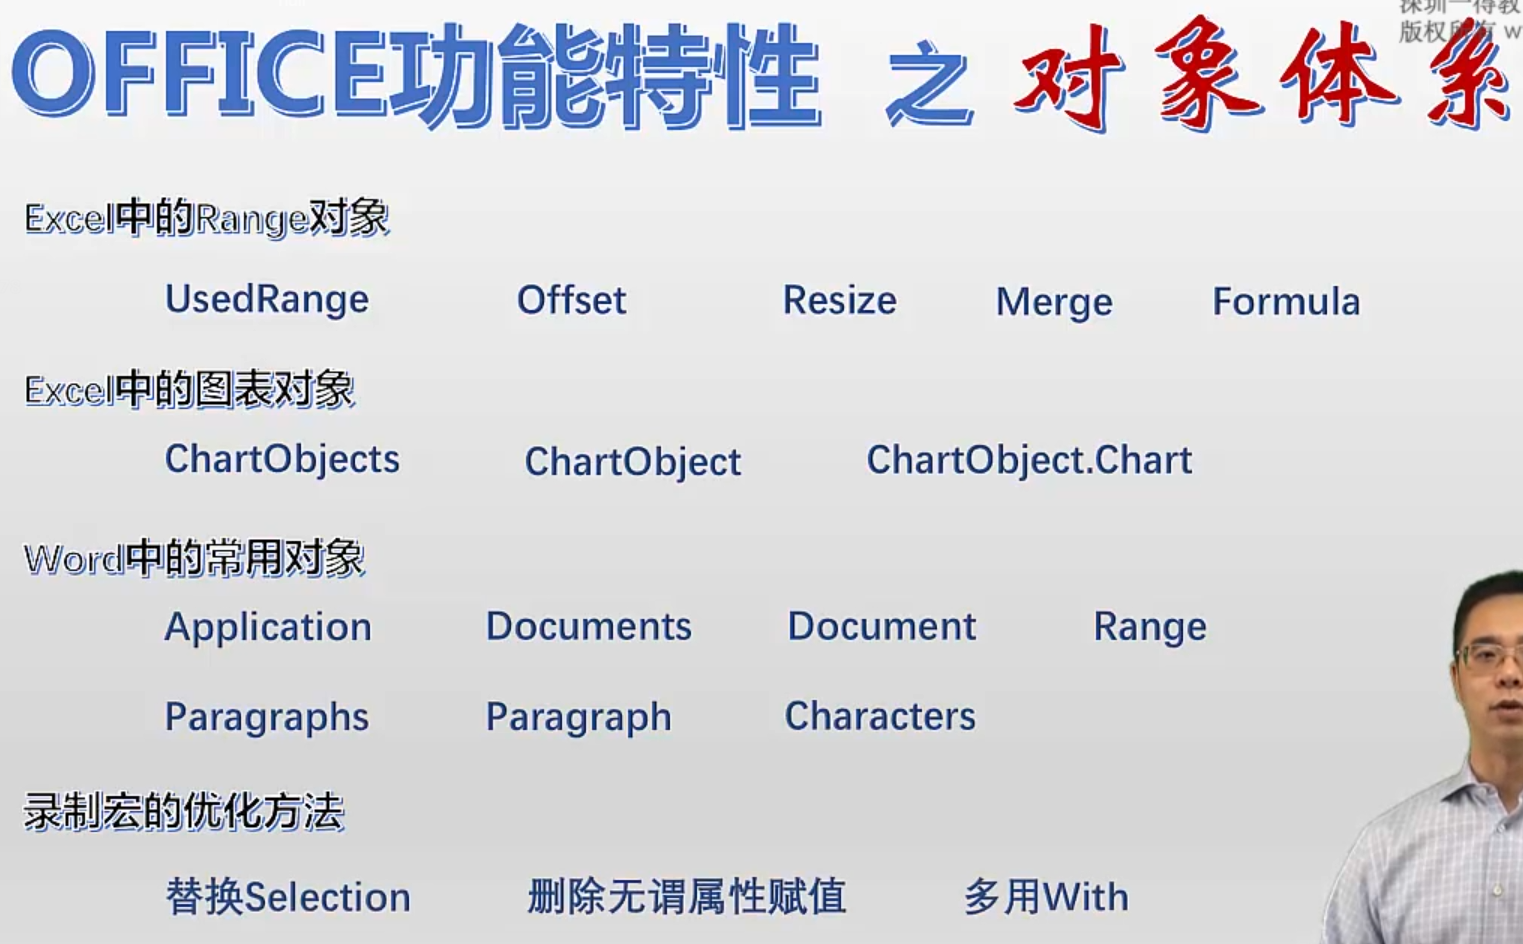 深圳一得教
版权所有 w
OFFICE功能特性 之 对象体系
Excel中的Range对象
UsedRange Offset Resize Merge Formula
Excel中的图表对象
ChartObjects ChartObject ChartObject.Chart
Word中的常用对象
Application Documents Document Range
Paragraphs Paragraph Characters
录制宏的优化方法
替换Selection 删除无谓属性赋值 多用With